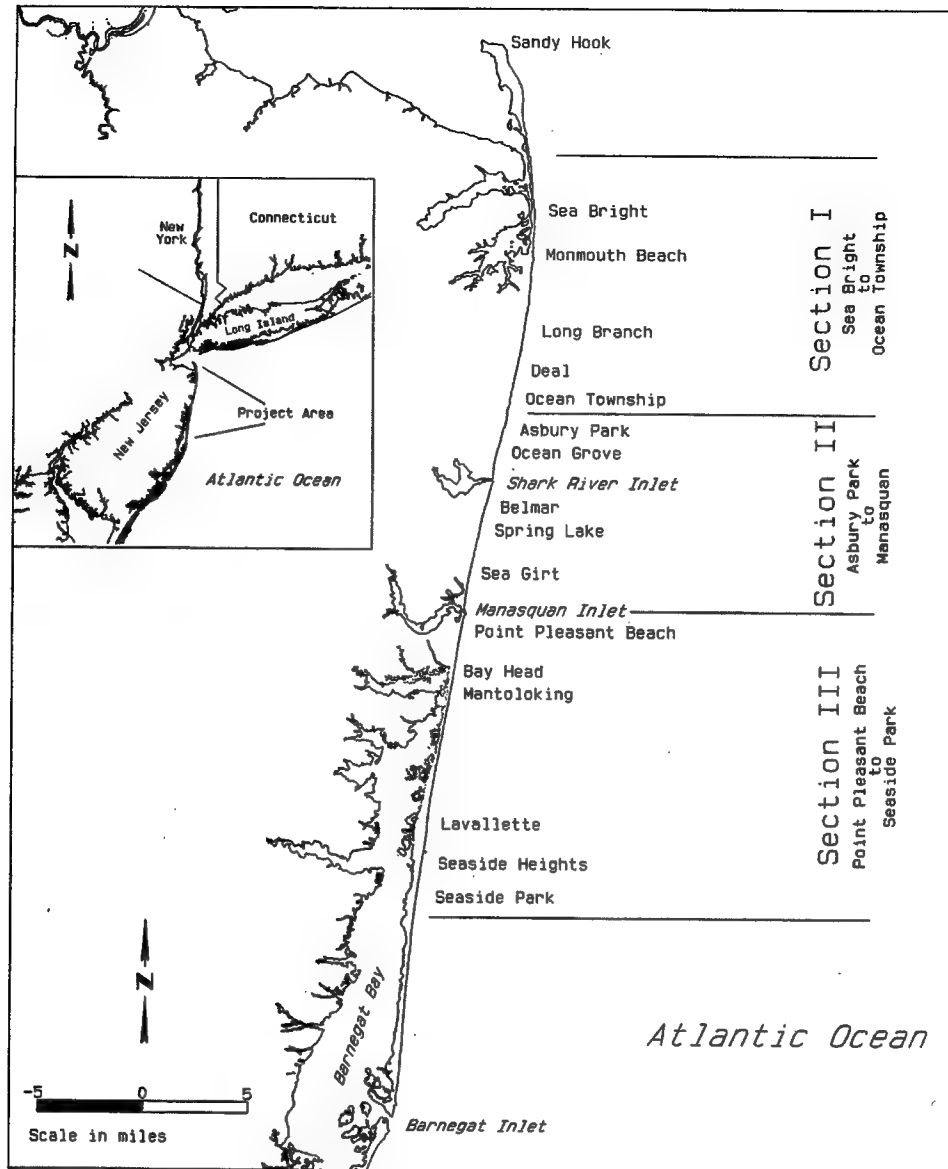 Sandy Hook
Sea Bright
Monmouth Beach
Long Branch
Deal
Ocean Township
Asbury Park
Ocean Grove
Shark River Inlet
Belmar
Spring Lake
Sea Girt
Manasquan Inlet
Point Pleasant Beach
Bay Head
Mantoloking
Lavallette
Seaside Heights
Seaside Park
Barnegat Bay
Barnegat Inlet
Atlantic Ocean
Section I
Sea Bright
to
Ocean Township
Section II
Asbury Park
to
Manasquan
Section III
Point Pleasant Beach
to
Seaside Park
N
New
York
Connecticut
Long Island
New Jersey
Project Area
Atlantic Ocean
N
-5 0 5
Scale in miles